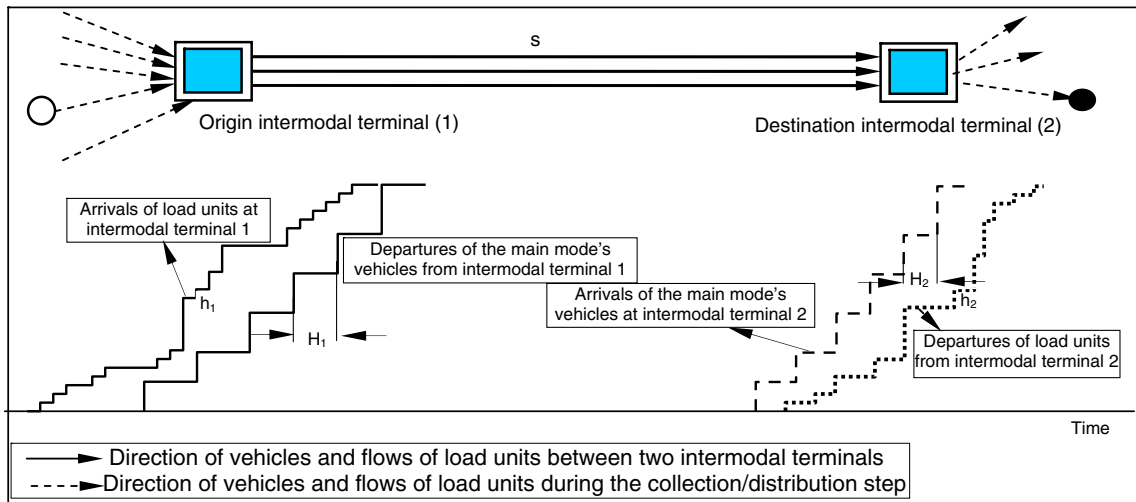 s
Origin intermodal terminal (1)
Destination intermodal terminal (2)
Arrivals of load units at
intermodal terminal 1
Departures of the main mode's
vehicles from intermodal terminal 1
h1
H1
Arrivals of the main mode's
vehicles at intermodal terminal 2
H2
h2
Departures of load units
from intermodal terminal 2
Time
Direction of vehicles and flows of load units between two intermodal terminals
Direction of vehicles and flows of load units during the collection/distribution step